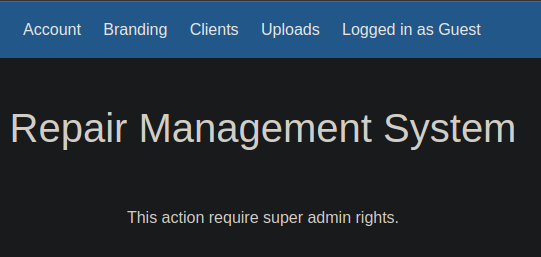 Account Branding Clients Uploads Logged in as Guest
Repair Management System
This action require super admin rights.